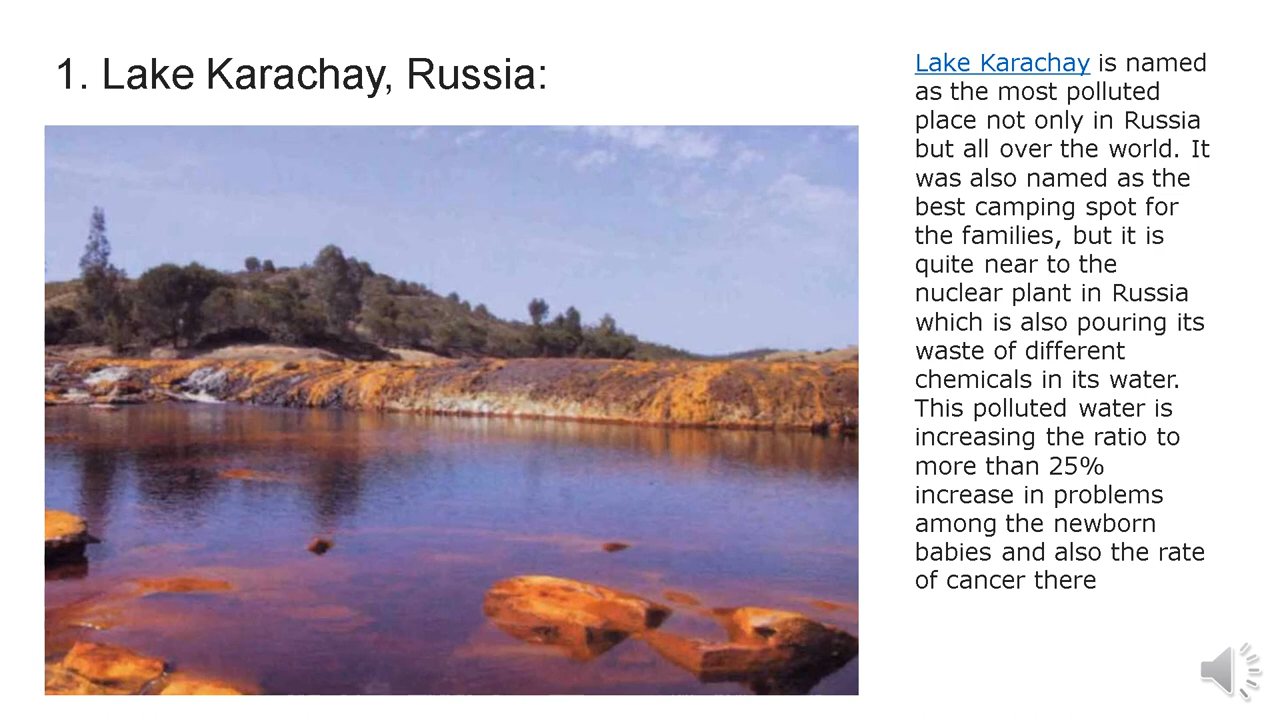 1. Lake Karachay, Russia:
Lake Karachay is named
as the most polluted
place not only in Russia
but all over the world. It
was also named as the
best camping spot for
the families, but it is
quite near to the
nuclear plant in Russia
which is also pouring its
waste of different
chemicals in its water.
This polluted water is
increasing the ratio to
more than 25%
increase in problems
among the newborn
babies and also the rate
of cancer there